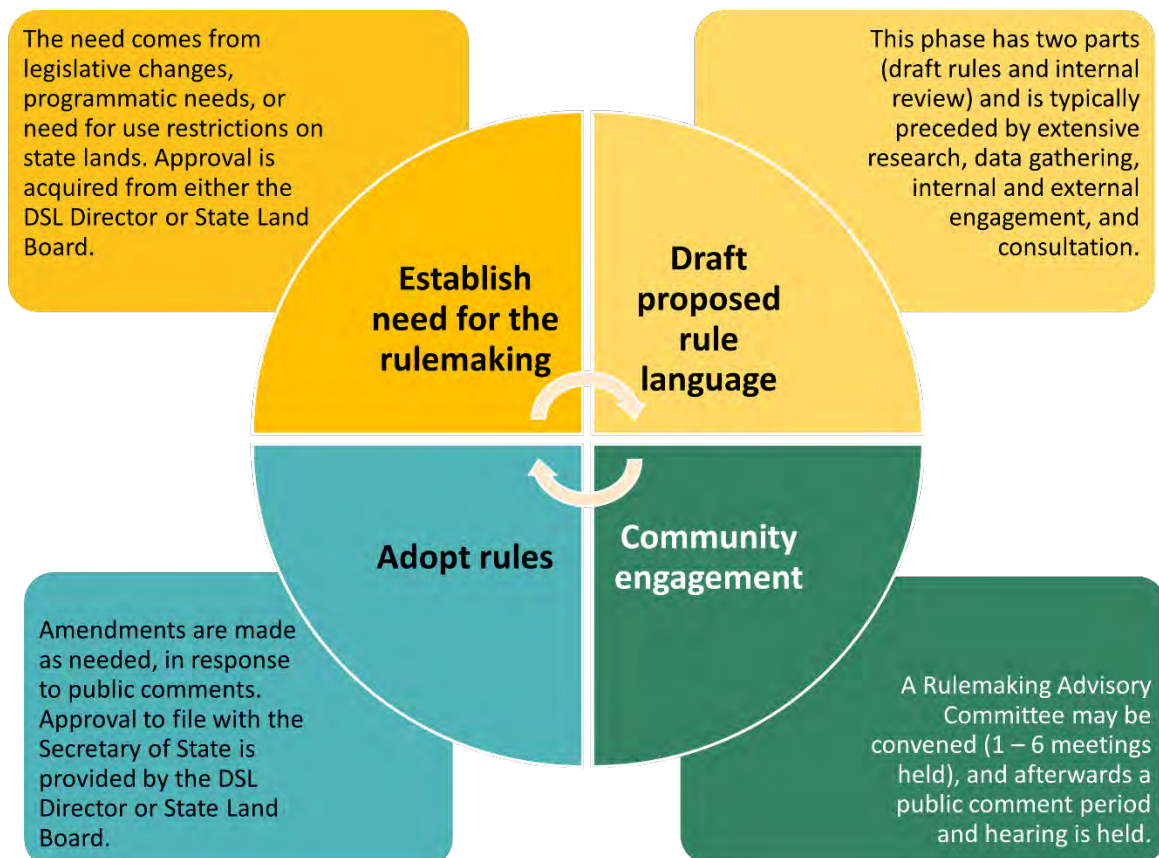 The need comes from
legislative changes,
programmatic needs, or
need for use restrictions on
state lands. Approval is
acquired from either the
DSL Director or State Land
Board.
Establish
need for the
rulemaking
This phase has two parts
(draft rules and internal
review) and is typically
preceded by extensive
research, data gathering,
internal and external
engagement, and
consultation.
Draft
proposed
rule
language
Community
engagement
A Rulemaking Advisory
Committee may be
convened (1 – 6 meetings
held), and afterwards a
public comment period
and hearing is held.
Adopt rules
Amendments are made
as needed, in response
to public comments.
Approval to file with the
Secretary of State is
provided by the DSL
Director or State Land
Board.